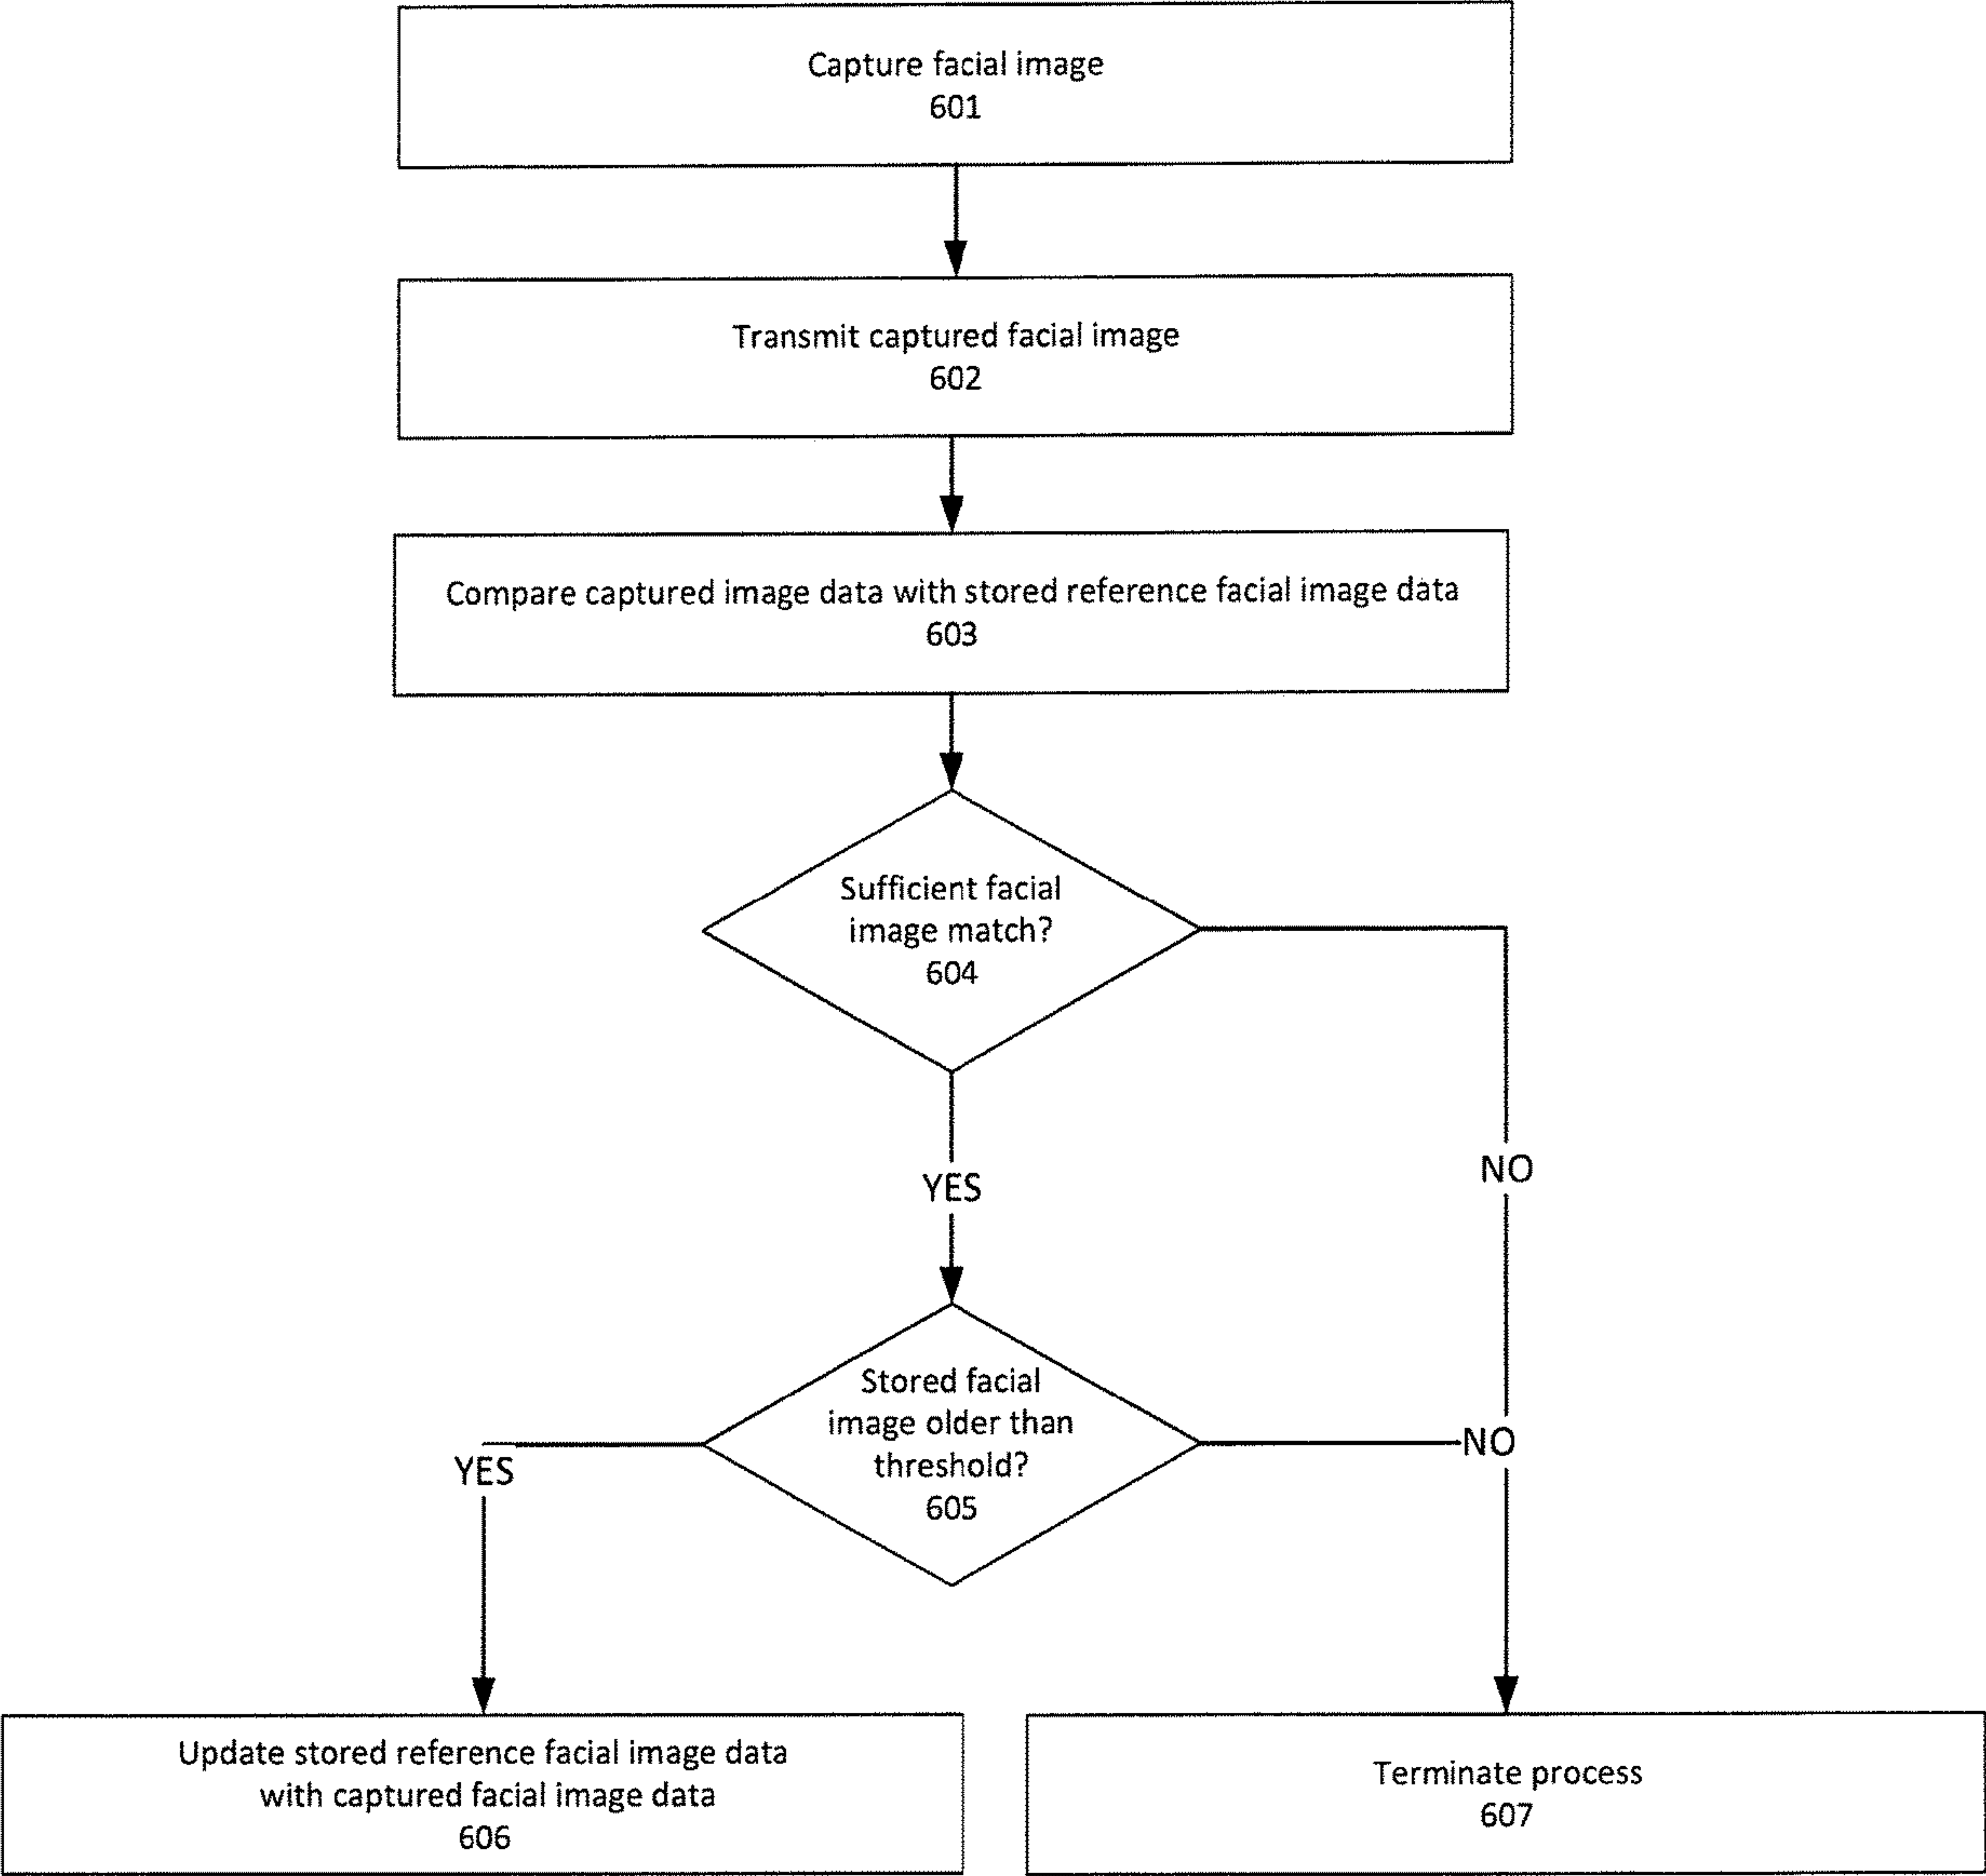 Capture facial image
601
Transmit captured facial image
602
Compare captured image data with stored reference facial image data
603
Sufficient facial
image match?
604
NO
YES
Stored facial
image older than
threshold?
605
NO
YES
Update stored reference facial image data
with captured facial image data
606
Terminate process
607